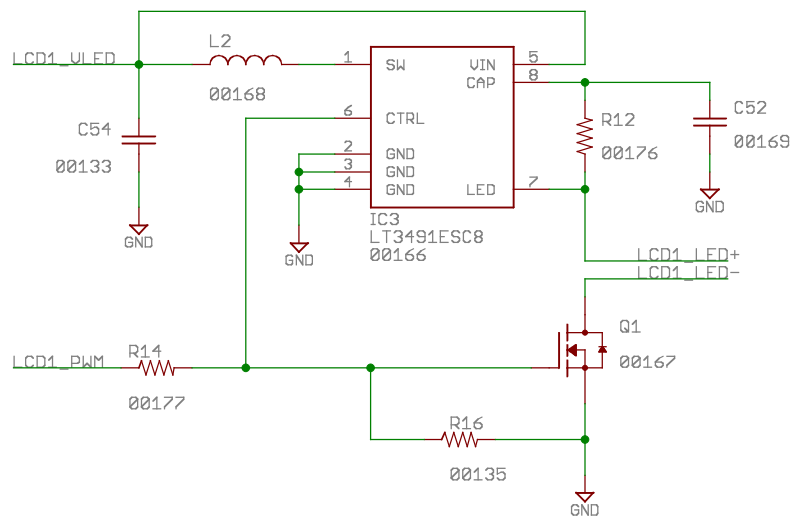 L2
LCD1_VLED
1
SW
VIN
5
00168
CAP
8
C54
00133
6
CTRL
R12
00176
C52
00169
2
GND
3
GND
4
GND
LED
7
GND
GND
GND
IC3
LT3491ESC8
00166
LCD1_LED+
LCD1_LED-
Q1
00167
LCD1_PWM
R14
00177
R16
00135
GND